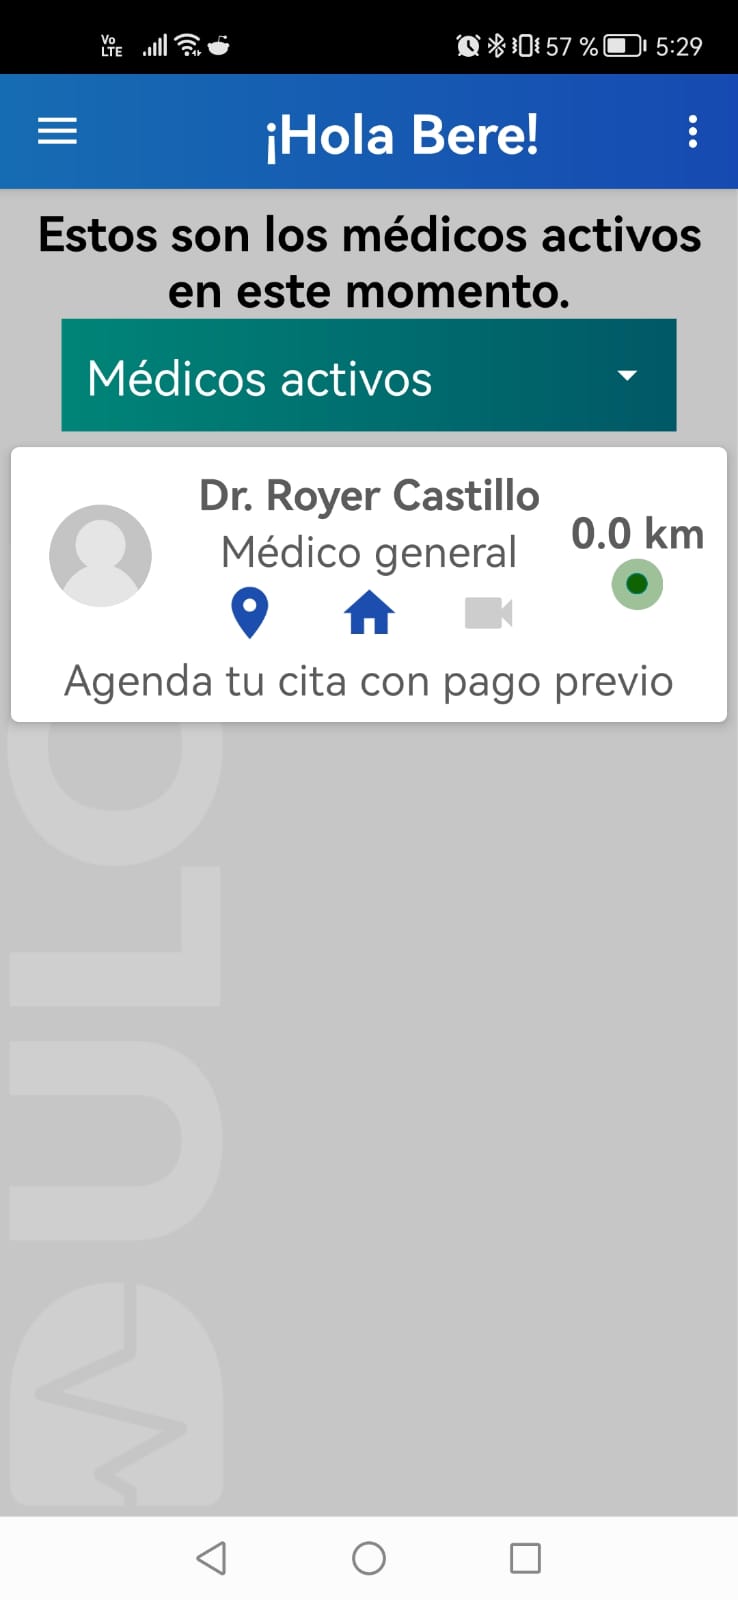 Vo
LTE
57 %
5:29
¡Hola Bere!
Estos son los médicos activos
en este momento.
Médicos activos
Dr. Royer Castillo
Médico general
0.0 km
Agenda tu cita con pago previo
ULO